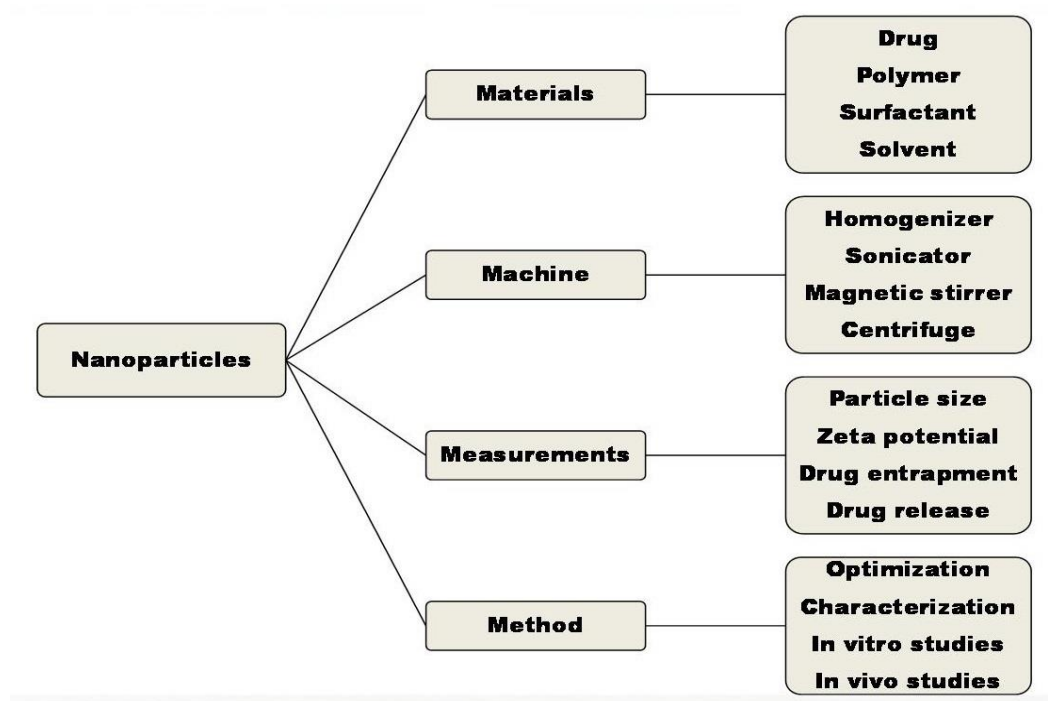 Nanoparticles
Materials
Drug
Polymer
Surfactant
Solvent
Machine
Homogenizer
Sonicator
Magnetic stirrer
Centrifuge
Measurements
Particle size
Zeta potential
Drug entrapment
Drug release
Method
Optimization
Characterization
In vitro studies
In vivo studies